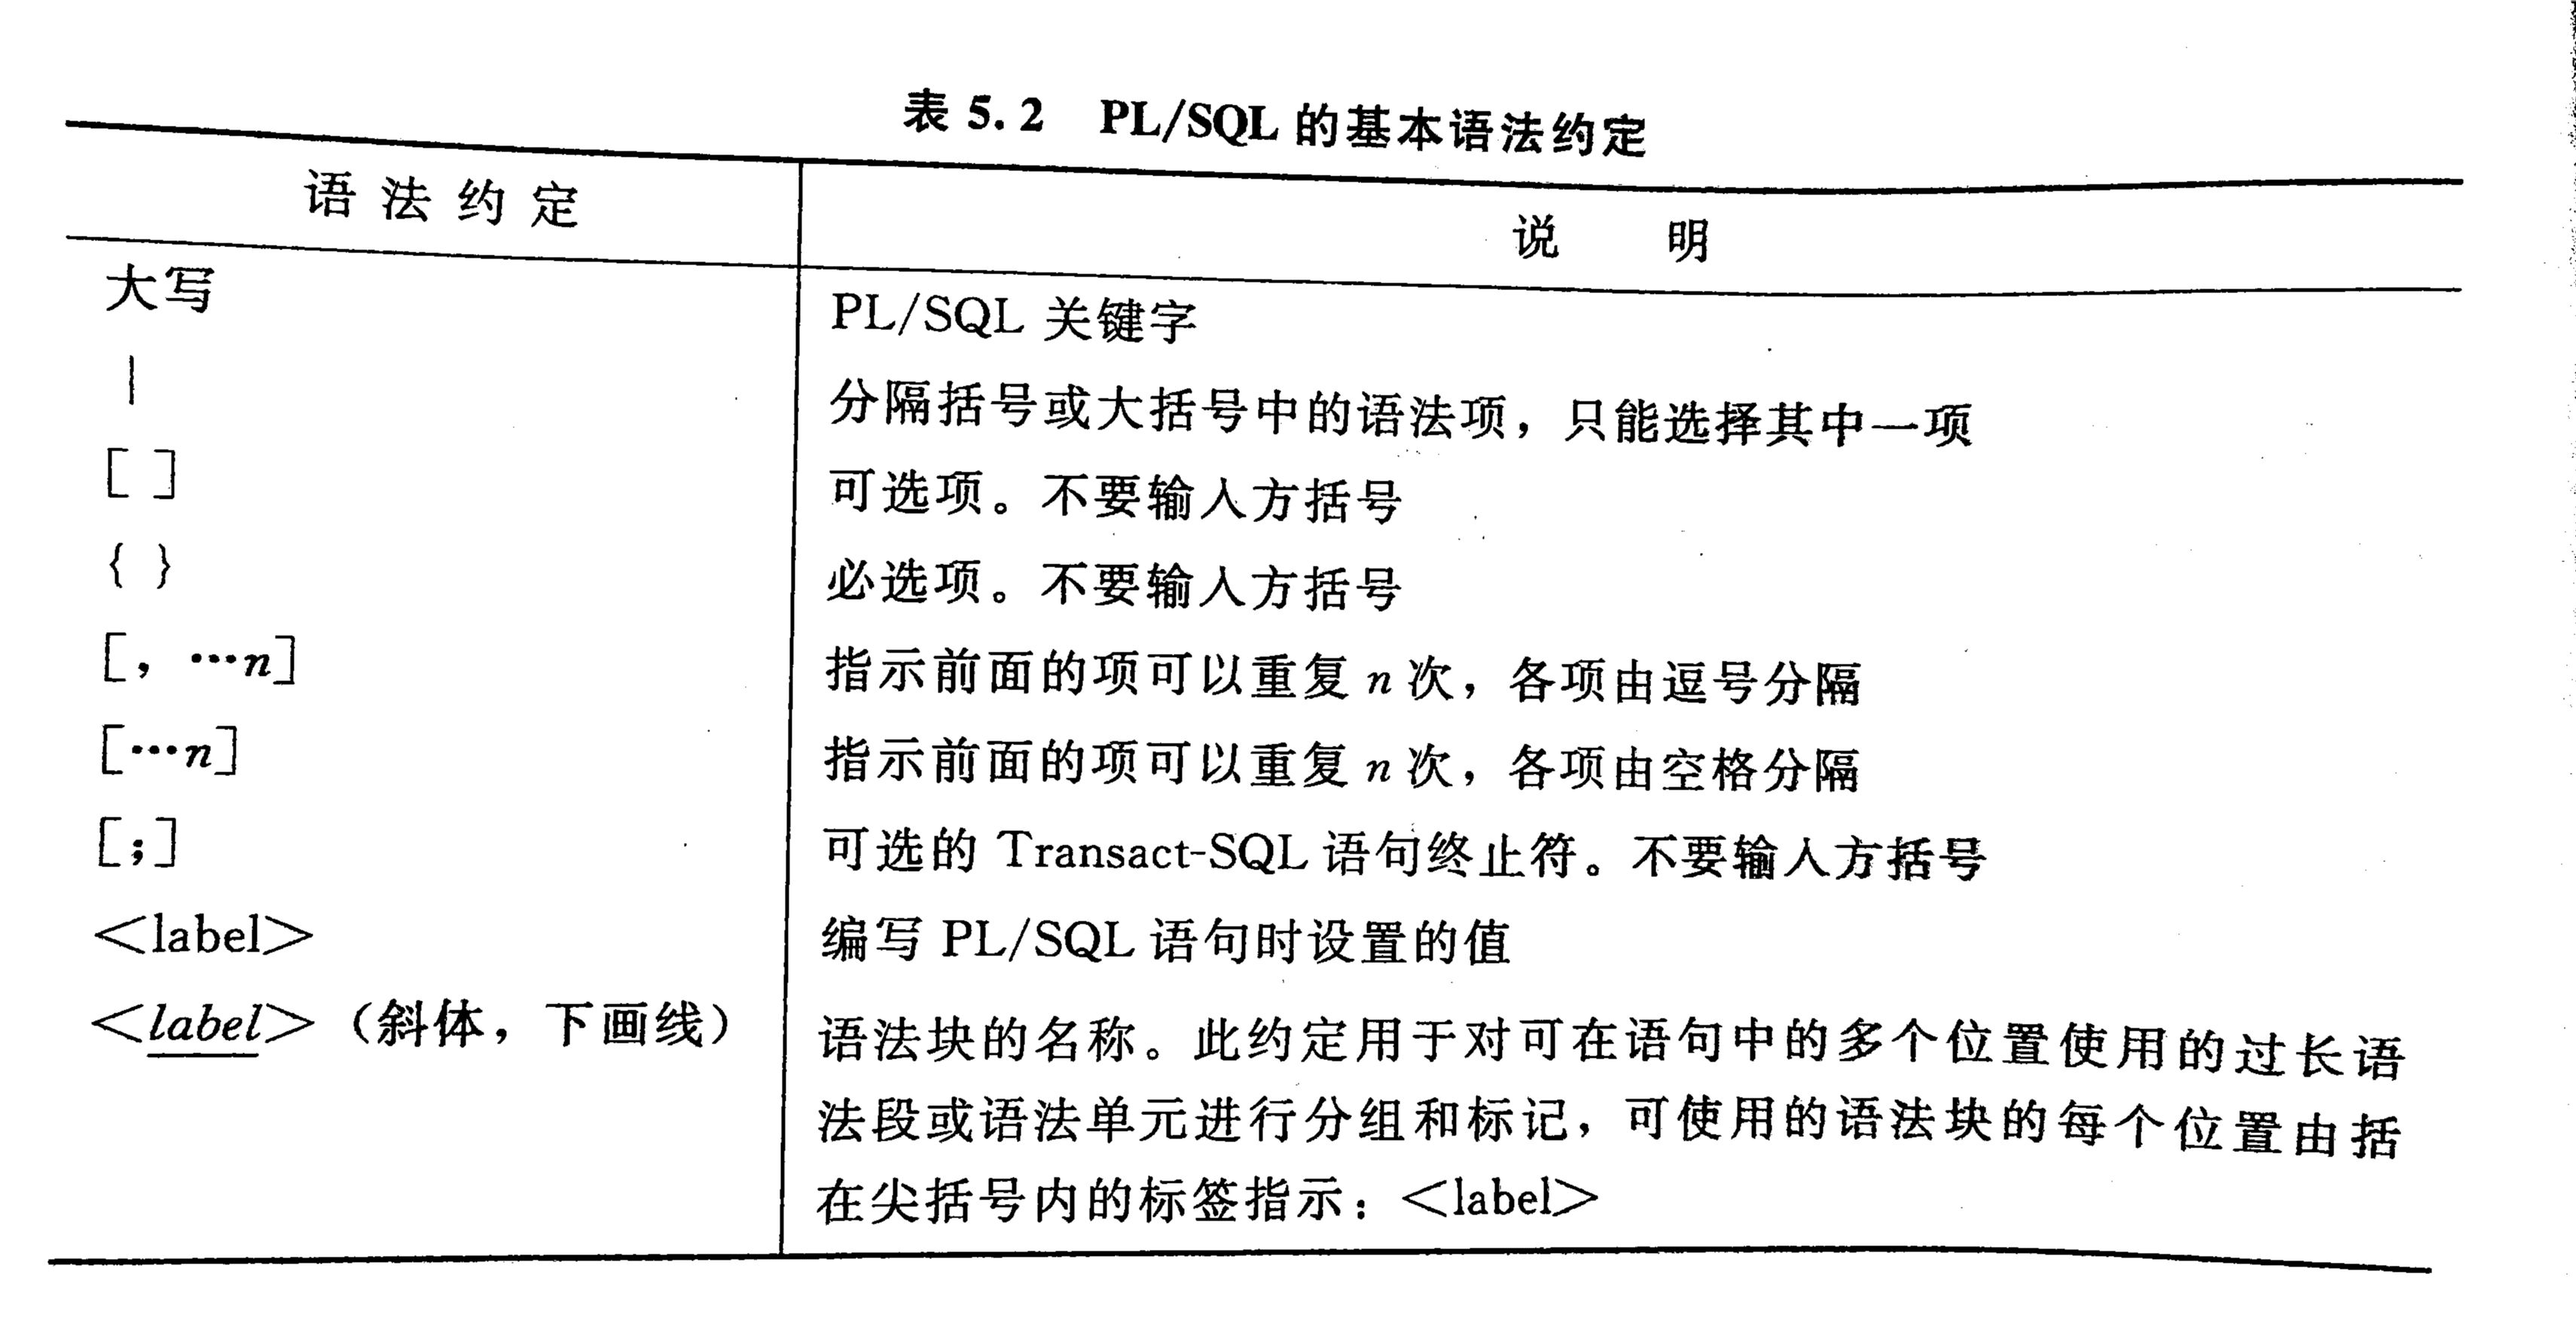 表 5.2 PL/SQL 的基本语法约定
语法约定 说明
大写 PL/SQL 关键字
| 分隔括号或大括号中的语法项，只能选择其中一项
[ ] 可选项。不要输入方括号
{ } 必选项。不要输入方括号
[，…n] 指示前面的项可以重复 n 次，各项由逗号分隔
[…n] 指示前面的项可以重复 n 次，各项由空格分隔
[;] 可选的 Transact-SQL 语句终止符。不要输入方括号
<label> 编写 PL/SQL 语句时设置的值
<label>（斜体，下画线） 语法块的名称。此约定用于对可在语句中的多个位置使用的过长语
法段或语法单元进行分组和标记，可使用的语法块的每个位置由括
在尖括号内的标签指示：<label>